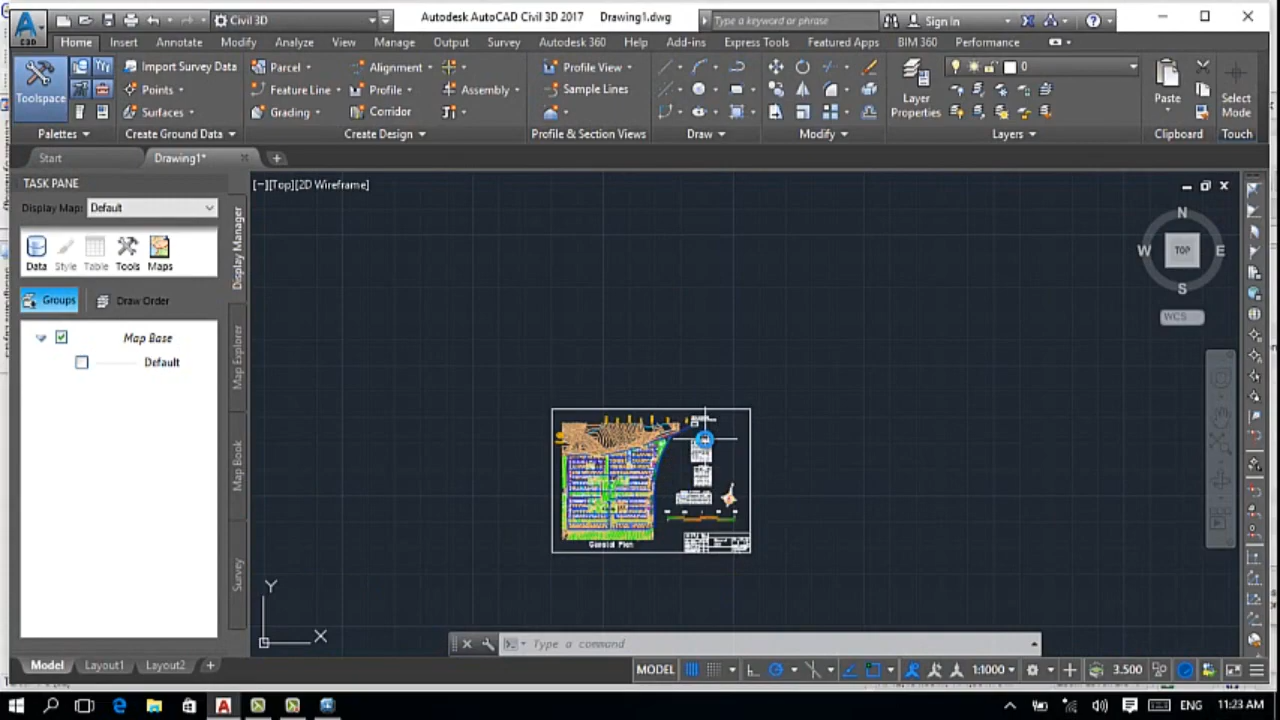 Civil 3D
Autodesk AutoCAD Civil 3D 2017 Drawing1.dwg
Type a keyword or phrase
Sign In
C3D
Home Insert Annotate Modify Analyze View Manage Output Survey Autodesk 360 Help Add-ins Express Tools Featured Apps BIM 360 Performance
Toolspace
Import Survey Data
Points
Surfaces
Parcel
Feature Line
Grading
Alignment
Profile
Corridor
Assembly
Profile View
Sample Lines
Layer
Properties
0
Paste
Select
Mode
Palettes Create Ground Data Create Design Profile & Section Views Draw Modify Layers Clipboard Touch
Start Drawing1*
TASK PANE
Display Map: Default
Data Style Table Tools Maps
Groups Draw Order
Map Base
Default
Display Manager
Map Explorer
Map Book
Survey
[−][Top][2D Wireframe]
N
W TOP E
S
WCS
General Plan
Y
X
Type a command
Model Layout1 Layout2 +
MODEL 1:1000 3.500
ENG 11:23 AM